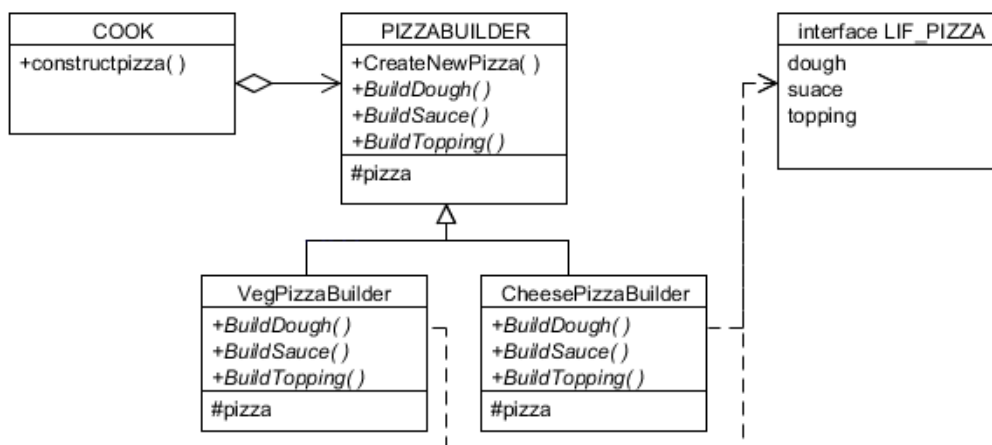 COOK
+constructpizza( )
PIZZABUILDER
+CreateNewPizza( )
+BuildDough( )
+BuildSauce( )
+BuildTopping( )
#pizza
interface LIF_PIZZA
dough
suace
topping
VegPizzaBuilder
+BuildDough( )
+BuildSauce( )
+BuildTopping( )
#pizza
CheesePizzaBuilder
+BuildDough( )
+BuildSauce( )
+BuildTopping( )
#pizza